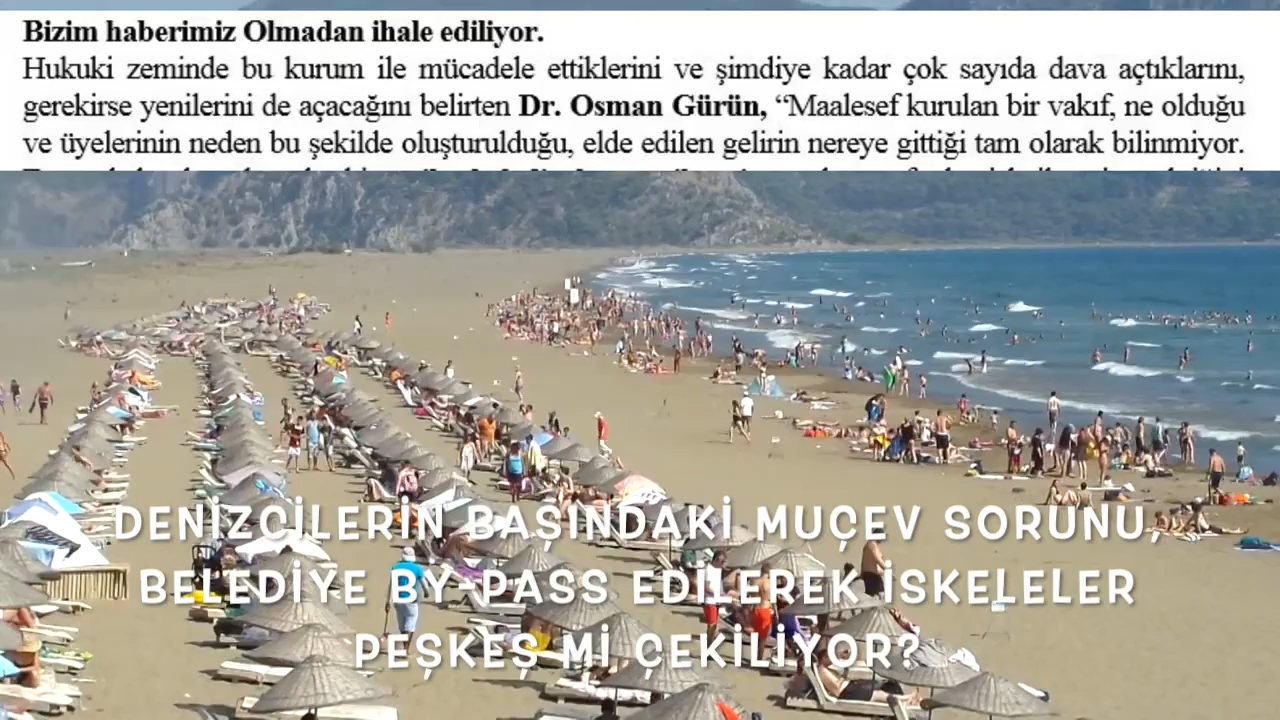 Bizim haberimiz Olmadan ihale ediliyor.
Hukuki zeminde bu kurum ile mücadele ettiklerini ve şimdiye kadar çok sayıda dava açtıklarını,
gerekirse yenilerini de açacağını belirten Dr. Osman Gürün, “Maalesef kurulan bir vakıf, ne olduğu
ve üyelerinin neden bu şekilde oluşturulduğu, elde edilen gelirin nereye gittiği tam olarak bilinmiyor.
DENİZCİLERİN BAŞINDAKİ MUÇEV SORUNU,
BELEDİYE BY-PASS EDİLEREK İSKELELER
PEŞKEŞ Mİ ÇEKİLİYOR?